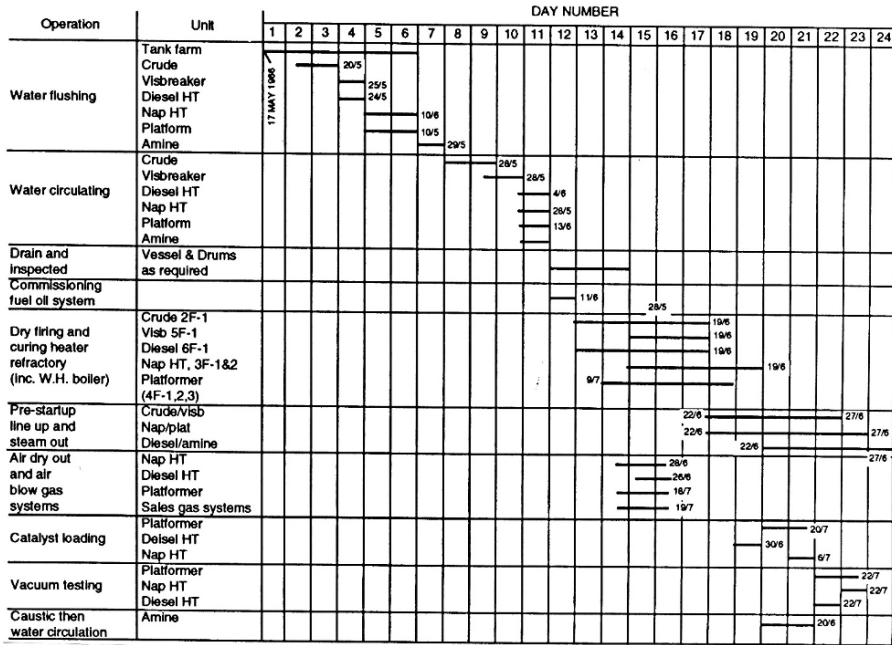 DAY NUMBER
Operation Unit 1 2 3 4 5 6 7 8 9 10 11 12 13 14 15 16 17 18 19 20 21 22 23 24
Water flushing
Tank farm 17 MAY 1966
Crude 20/5
Visbreaker 25/5
Diesel HT 24/5
Nap HT 10/6
Platform 10/5
Amine 29/5
Water circulating
Crude 26/5
Visbreaker 28/5
Diesel HT 4/6
Nap HT 26/5
Platform 13/6
Amine
Drain and Vessel & Drums
inspected as required
Commissioning
fuel oil system 11/6
28/5
Dry firing and
curing heater
refractory
(inc. W.H. boiler)
Crude 2F-1 19/6
Visb 5F-1 19/6
Diesel 6F-1 19/6
Nap HT, 3F-1&2 19/6
Platformer 9/7
(4F-1,2,3)
Pre-startup
line up and
steam out
Crude/visb 22/6 27/6
Nap/plat 22/6 27/6
Diesel/amine 22/6 27/6
Air dry out
and air
blow gas
systems
Nap HT 28/6
Diesel HT 26/6
Platformer 18/7
Sales gas systems 19/7
Catalyst loading
Platformer 20/7
Deisel HT 30/6
Nap HT 6/7
Vacuum testing
Platformer 22/7
Nap HT 22/7
Diesel HT 22/7
Caustic then Amine
water circulation 20/6